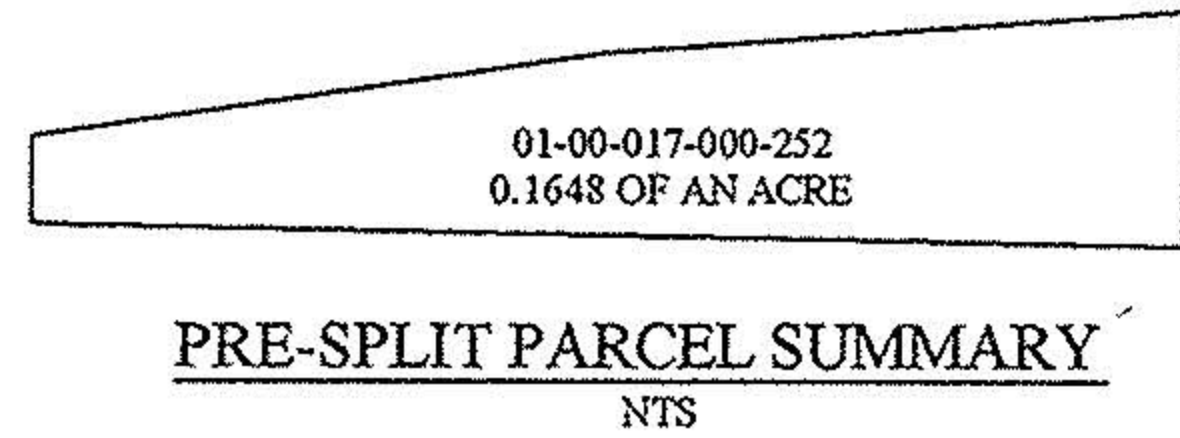 01-00-017-000-252
0.1648 OF AN ACRE
PRE-SPLIT PARCEL SUMMARY
NTS